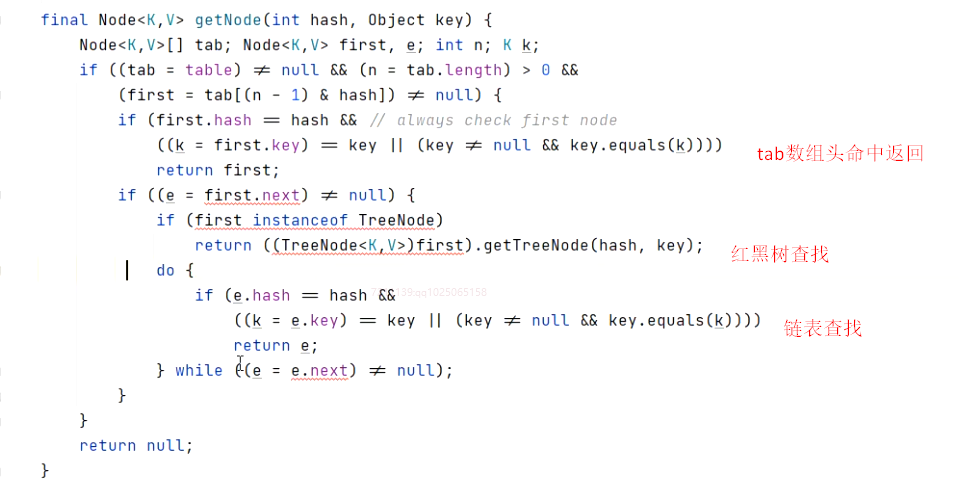 final Node<K,V> getNode(int hash, Object key) {
Node<K,V>[] tab; Node<K,V> first, e; int n; K k;
if ((tab = table) ≠ null && (n = tab.length) > 0 &&
(first = tab[(n - 1) & hash]) ≠ null) {
if (first.hash == hash && // always check first node
((k = first.key) == key || (key ≠ null && key.equals(k))))
tab数组头命中返回
return first;
if ((e = first.next) ≠ null) {
if (first instanceof TreeNode)
return ((TreeNode<K,V>)first).getTreeNode(hash, key);
红黑树查找
do {
if (e.hash == hash &&
((k = e.key) == key || (key ≠ null && key.equals(k))))
链表查找
return e;
} while ((e = e.next) ≠ null);
}
}
return null;
}